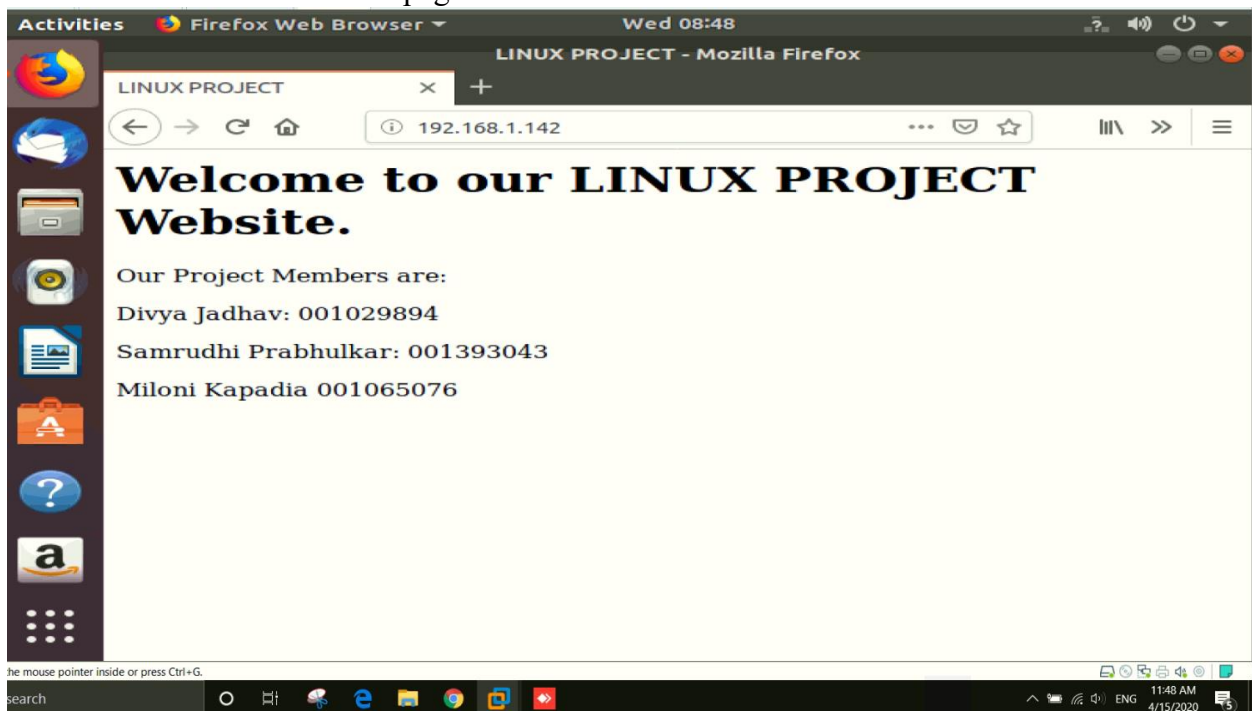 Activities Firefox Web Browser Wed 08:48
LINUX PROJECT - Mozilla Firefox
LINUX PROJECT
192.168.1.142
Welcome to our LINUX PROJECT
Website.
Our Project Members are:
Divya Jadhav: 001029894
Samrudhi Prabhulkar: 001393043
Miloni Kapadia 001065076
a
he mouse pointer inside or press Ctrl+G.
search
ENG 11:48 AM
4/15/2020
5